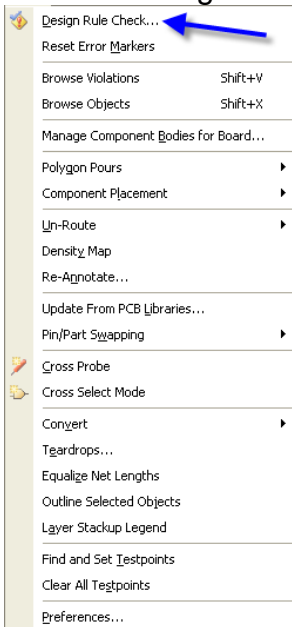 Design Rule Check...
Reset Error Markers
Browse Violations Shift+V
Browse Objects Shift+X
Manage Component Bodies for Board...
Polygon Pours
Component Placement
Un-Route
Density Map
Re-Annotate...
Update From PCB Libraries...
Pin/Part Swapping
Cross Probe
Cross Select Mode
Convert
Teardrops...
Equalize Net Lengths
Outline Selected Objects
Layer Stackup Legend
Find and Set Testpoints
Clear All Testpoints
Preferences...